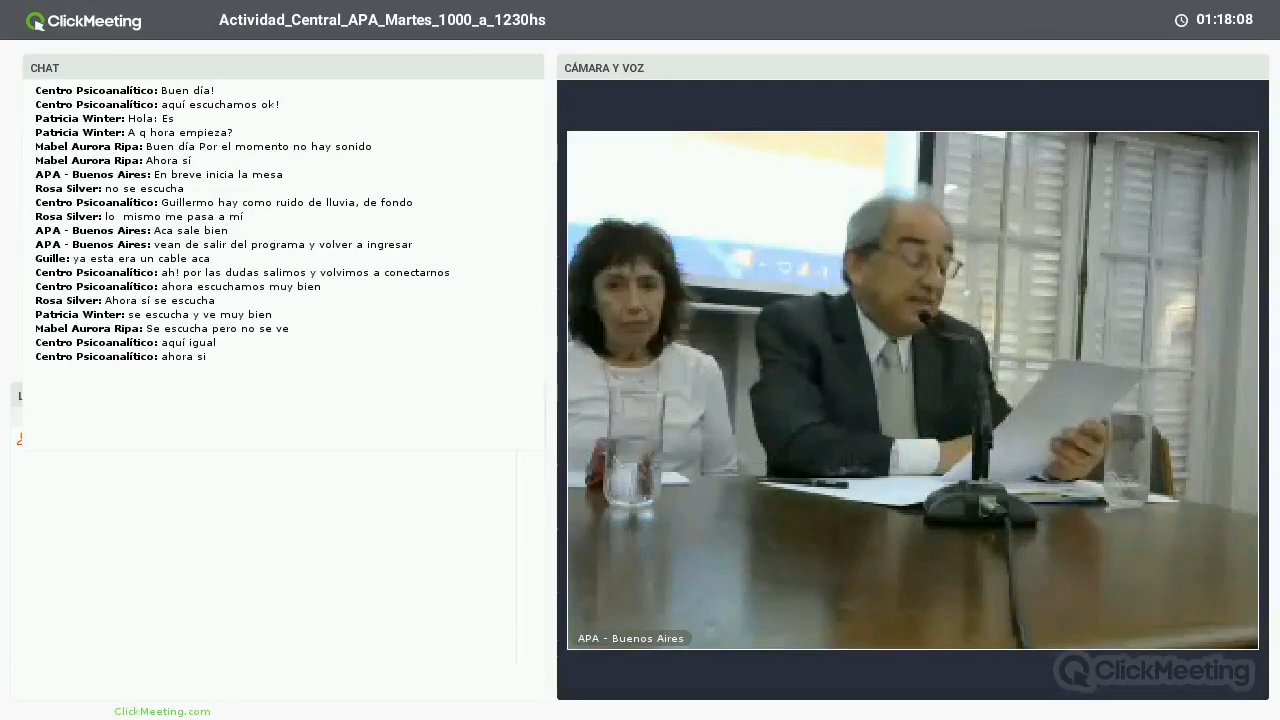 ClickMeeting
Actividad_Central_APA_Martes_1000_a_1230hs
01:18:08
CHAT
Centro Psicoanalítico: Buen día!
Centro Psicoanalítico: aquí escuchamos ok!
Patricia Winter: Hola: Es
Patricia Winter: A q hora empieza?
Mabel Aurora Ripa: Buen día Por el momento no hay sonido
Mabel Aurora Ripa: Ahora sí
APA - Buenos Aires: En breve inicia la mesa
Rosa Silver: no se escucha
Centro Psicoanalítico: Guillermo hay como ruido de lluvia, de fondo
Rosa Silver: lo mismo me pasa a mí
APA - Buenos Aires: Aca sale bien
APA - Buenos Aires: vean de salir del programa y volver a ingresar
Guille: ya esta era un cable aca
Centro Psicoanalítico: ah! por las dudas salimos y volvimos a conectarnos
Centro Psicoanalítico: ahora escuchamos muy bien
Rosa Silver: Ahora sí se escucha
Patricia Winter: se escucha y ve muy bien
Mabel Aurora Ripa: Se escucha pero no se ve
Centro Psicoanalítico: aquí igual
Centro Psicoanalítico: ahora si
CÁMARA Y VOZ
APA - Buenos Aires
ClickMeeting
ClickMeeting.com